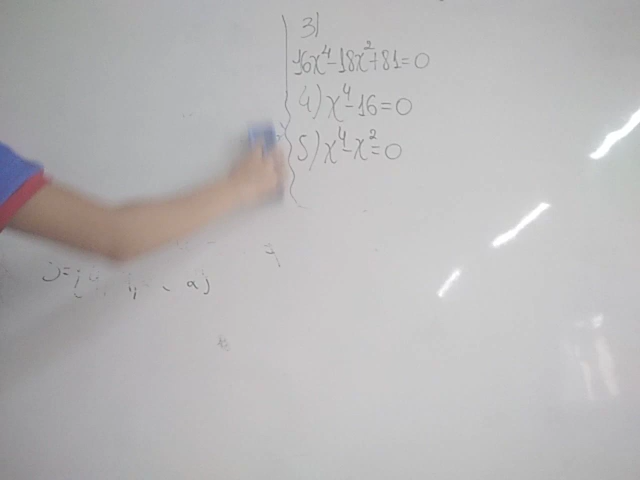 3)
16x⁴-18x²+81=0
4) x⁴-16=0
5) x⁴-x²=0